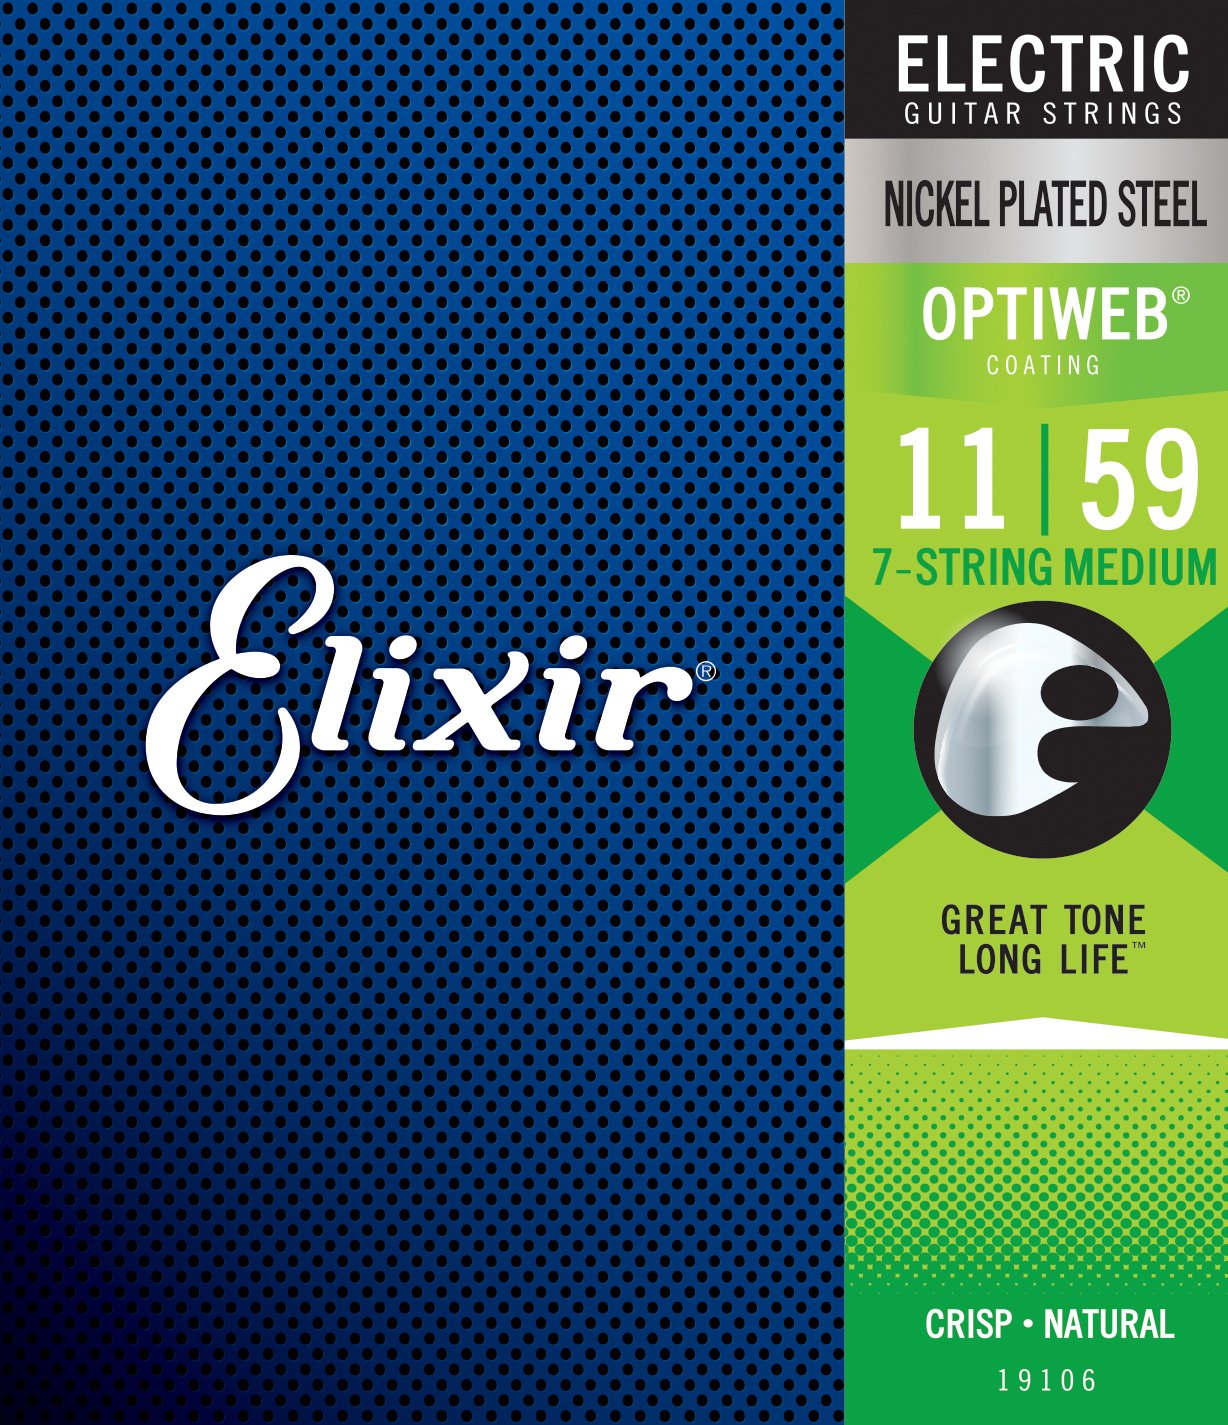 ELECTRIC
GUITAR STRINGS
NICKEL PLATED STEEL
OPTIWEB®
COATING
11 | 59
7-STRING MEDIUM
Elixir®
GREAT TONE
LONG LIFE™
CRISP • NATURAL
19106